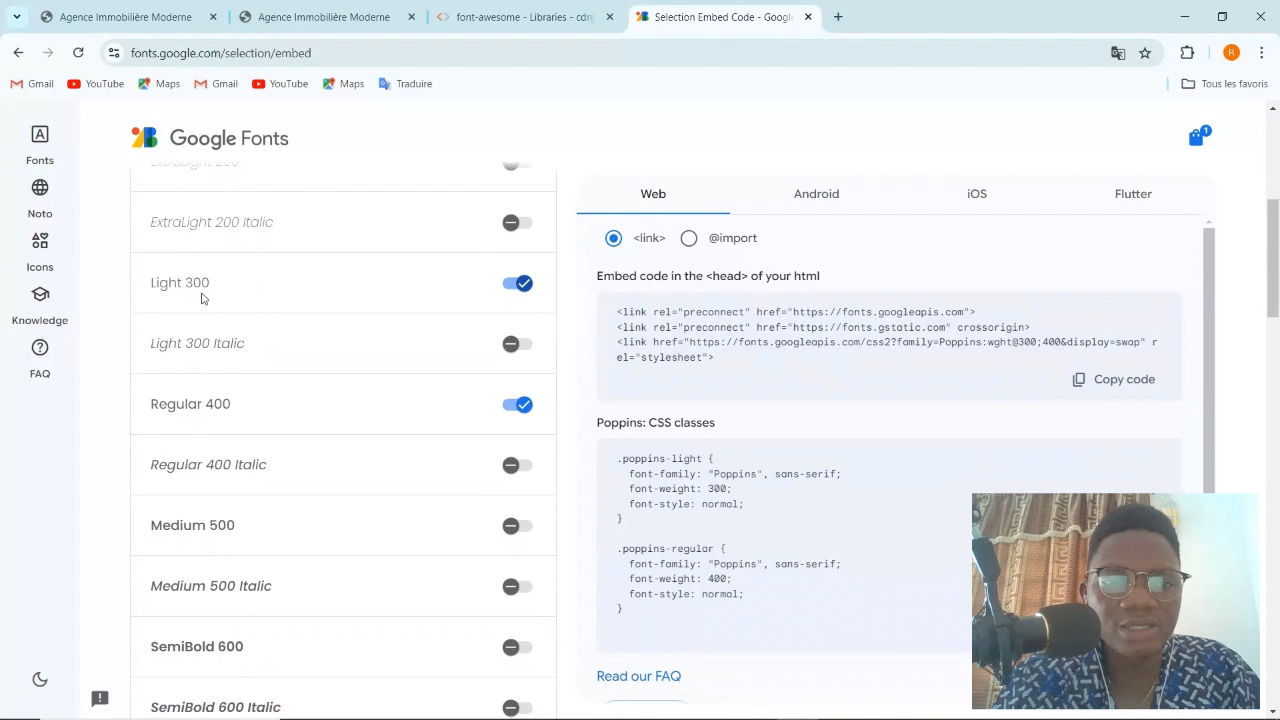 Agence Immobilière Moderne
Agence Immobilière Moderne
font-awesome - Libraries - cdnj
Selection Embed Code - Google
fonts.google.com/selection/embed
R
Gmail
YouTube
Maps
Gmail
YouTube
Maps
Traduire
Tous les favoris
Fonts
Noto
Icons
Knowledge
FAQ
Google Fonts
1
ExtraLight 200
ExtraLight 200 Italic
Light 300
Light 300 Italic
Regular 400
Regular 400 Italic
Medium 500
Medium 500 Italic
SemiBold 600
SemiBold 600 Italic
Web Android iOS Flutter
<link> @import
Embed code in the <head> of your html
<link rel="preconnect" href="https://fonts.googleapis.com">
<link rel="preconnect" href="https://fonts.gstatic.com" crossorigin>
<link href="https://fonts.googleapis.com/css2?family=Poppins:wght@300;400&display=swap" r
el="stylesheet">
Copy code
Poppins: CSS classes
.poppins-light {
font-family: "Poppins", sans-serif;
font-weight: 300;
font-style: normal;
}
.poppins-regular {
font-family: "Poppins", sans-serif;
font-weight: 400;
font-style: normal;
}
Read our FAQ